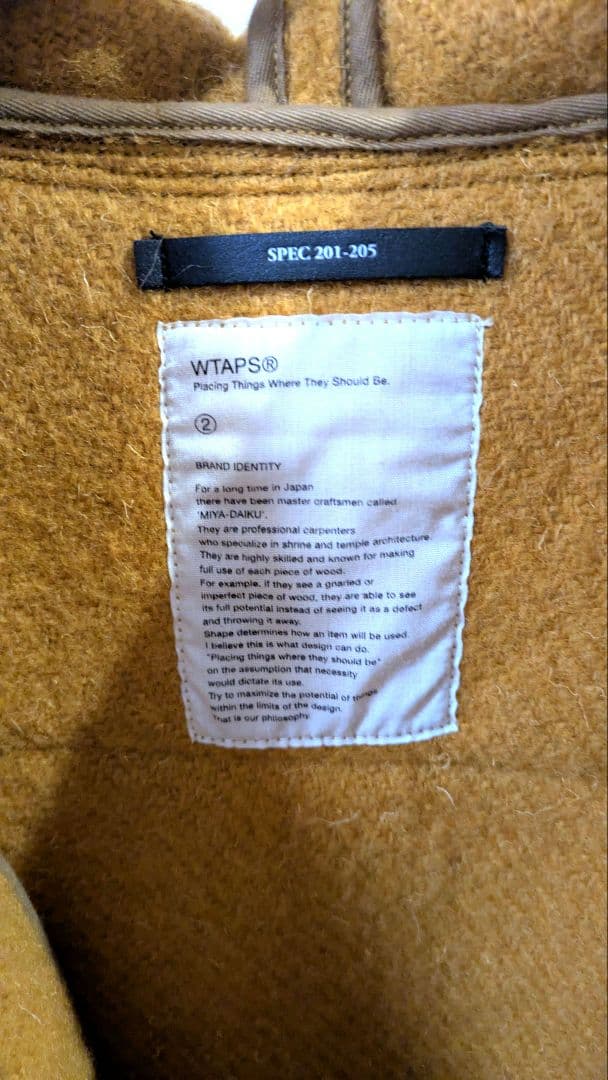 SPEC 201-205
WTAPS®
Placing Things Where They Should Be.
②
BRAND IDENTITY
For a long time in Japan
there have been master craftsmen called
'MIYA-DAIKU'.
They are professional carpenters
who specialize in shrine and temple architecture.
They are highly skilled and known for making
full use of each piece of wood.
For example, if they see a gnarled or
imperfect piece of wood, they are able to see
its full potential instead of seeing it as a defect
and throwing it away.
Shape determines how an item will be used.
I believe this is what design can do.
"Placing things where they should be"
on the assumption that necessity
would dictate its use.
Try to maximize the potential of things
within the limits of the design.
That is our philosophy.